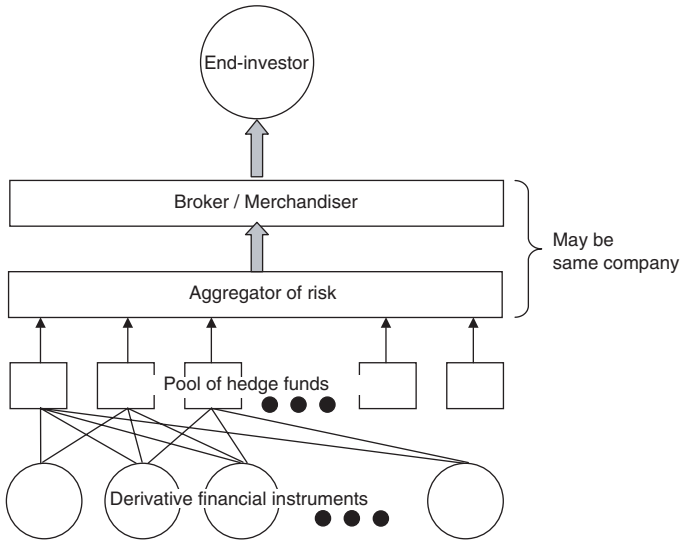 End-investor
Broker / Merchandiser
Aggregator of risk
May be
same company
Pool of hedge funds
Derivative financial instruments